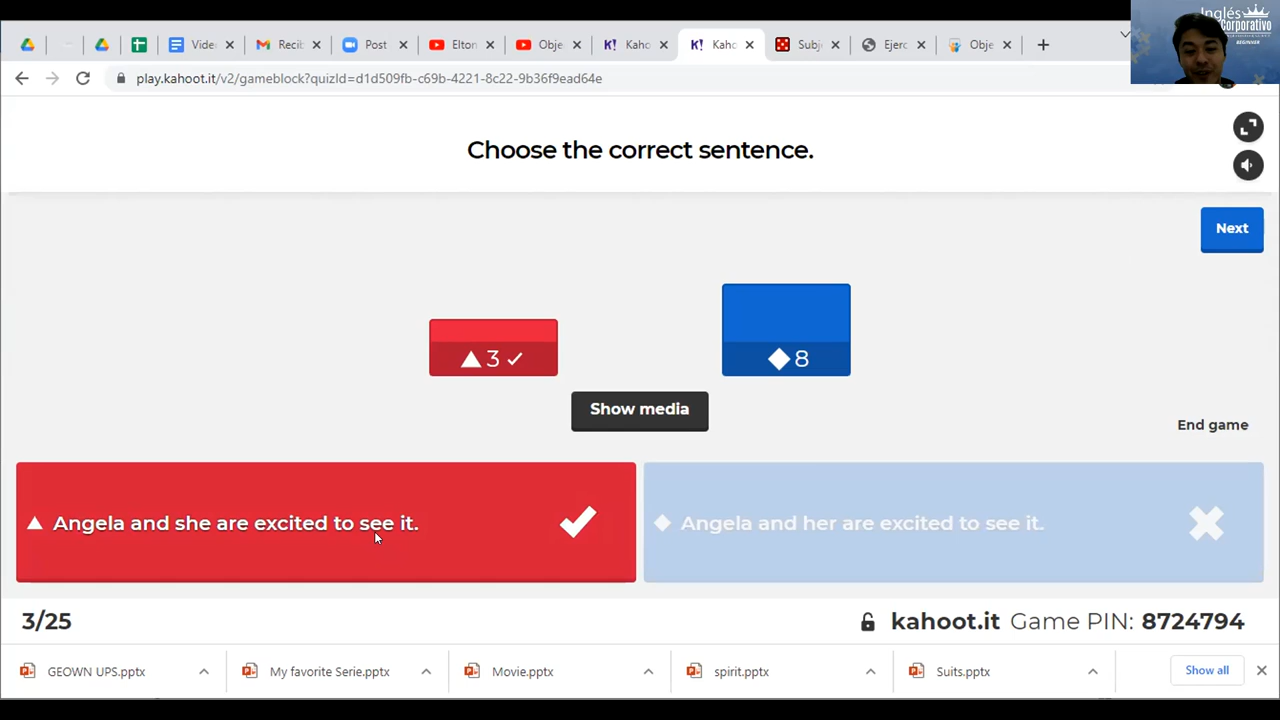 Vide
Recib
Post
Elton
Oyje
K! Kaho
K! Kaho
Subj
Ejerc
Obje
Inglés
Corporativo
BEGINNER
play.kahoot.it/v2/gameblock?quizId=d1d509fb-c69b-4221-8c22-9b36f9ead64e
Choose the correct sentence.
Next
3
8
Show media
End game
Angela and she are excited to see it.
Angela and her are excited to see it.
3/25
kahoot.it Game PIN: 8724794
GEOWN UPS.pptx
My favorite Serie.pptx
Movie.pptx
spirit.pptx
Suits.pptx
Show all